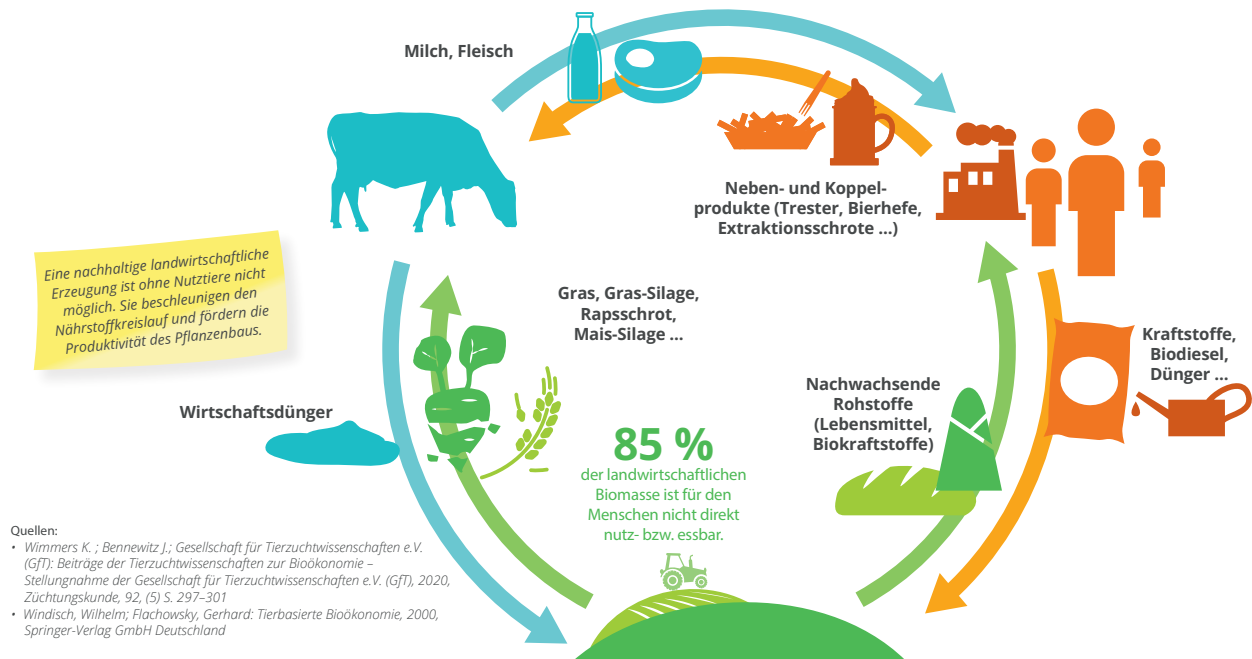 Milch, Fleisch
Neben- und Koppel-
produkte (Trester, Bierhefe,
Extraktionsschrote ...)
Eine nachhaltige landwirtschaftliche
Erzeugung ist ohne Nutztiere nicht
möglich. Sie beschleunigen den
Nährstoffkreislauf und fördern die
Produktivität des Pflanzenbaus.
Gras, Gras-Silage,
Rapsschrot,
Mais-Silage ...
Kraftstoffe,
Biodiesel,
Dünger ...
Nachwachsende
Rohstoffe
(Lebensmittel,
Biokraftstoffe)
Wirtschaftsdünger
85 %
der landwirtschaftlichen
Biomasse ist für den
Menschen nicht direkt
nutz- bzw. essbar.
Quellen:
• Wimmers K. ; Bennewitz J.; Gesellschaft für Tierzuchtwissenschaften e.V.
(GfT): Beiträge der Tierzuchtwissenschaften zur Bioökonomie –
Stellungnahme der Gesellschaft für Tierzuchtwissenschaften e.V. (GfT), 2020,
Züchtungskunde, 92, (5) S. 297–301
• Windisch, Wilhelm; Flachowsky, Gerhard: Tierbasierte Bioökonomie, 2000,
Springer-Verlag GmbH Deutschland